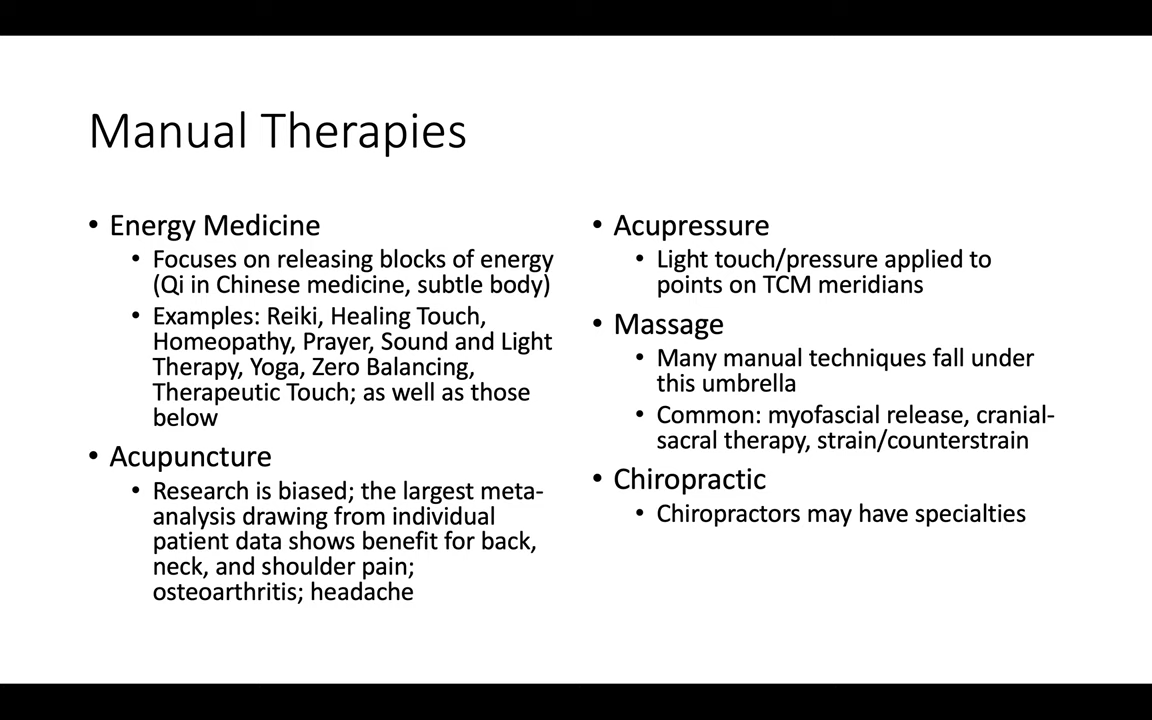 Manual Therapies
• Energy Medicine
• Focuses on releasing blocks of energy
(Qi in Chinese medicine, subtle body)
• Examples: Reiki, Healing Touch,
Homeopathy, Prayer, Sound and Light
Therapy, Yoga, Zero Balancing,
Therapeutic Touch; as well as those
below
• Acupuncture
• Research is biased; the largest meta-
analysis drawing from individual
patient data shows benefit for back,
neck, and shoulder pain;
osteoarthritis; headache
• Acupressure
• Light touch/pressure applied to
points on TCM meridians
• Massage
• Many manual techniques fall under
this umbrella
• Common: myofascial release, cranial-
sacral therapy, strain/counterstrain
• Chiropractic
• Chiropractors may have specialties